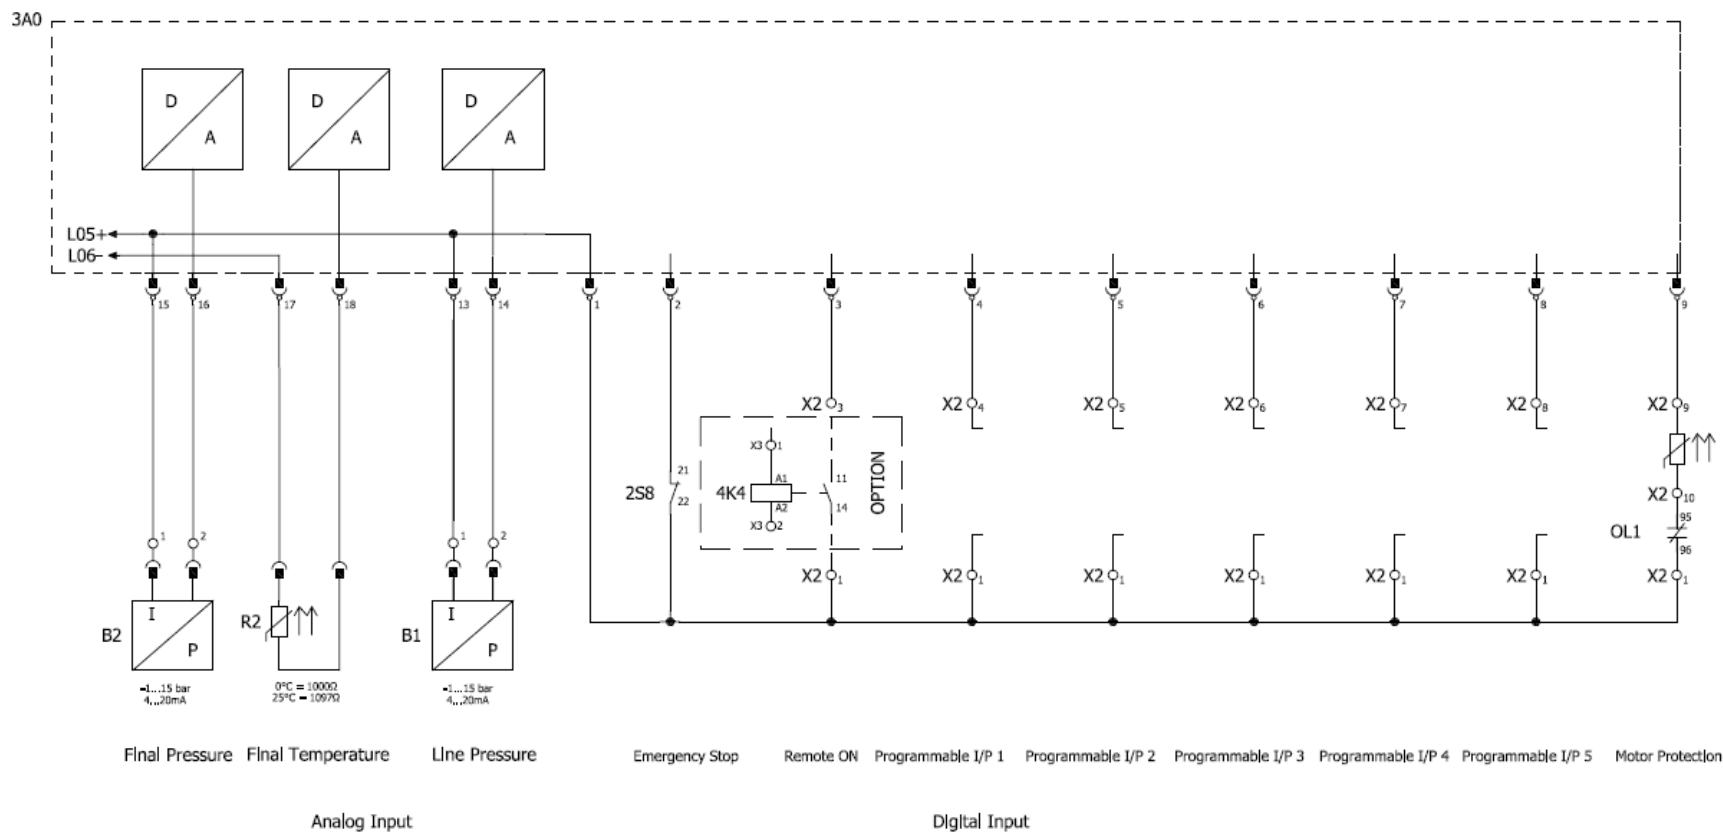 3A0
D D D
A A A
L05+
L06-
15 16 17 18 13 14 1 2 3 4 5 6 7 8 9
X2 3 X2 4 X2 5 X2 6 X2 7 X2 8 X2 9
X3 1
21 A1 11
2S8 4K4 OPTION X2 10
22 A2 14
X3 2 95
OL1
1 2 1 2 96
X2 1 X2 1 X2 1 X2 1 X2 1 X2 1 X2 1
I I
B2 R2 B1
P P
-1...15 bar 0°C = 1000Ω -1...15 bar
4...20mA 25°C = 1097Ω 4...20mA
Final Pressure Final Temperature Line Pressure Emergency Stop Remote ON Programmable I/P 1 Programmable I/P 2 Programmable I/P 3 Programmable I/P 4 Programmable I/P 5 Motor Protection
Analog Input Digital Input